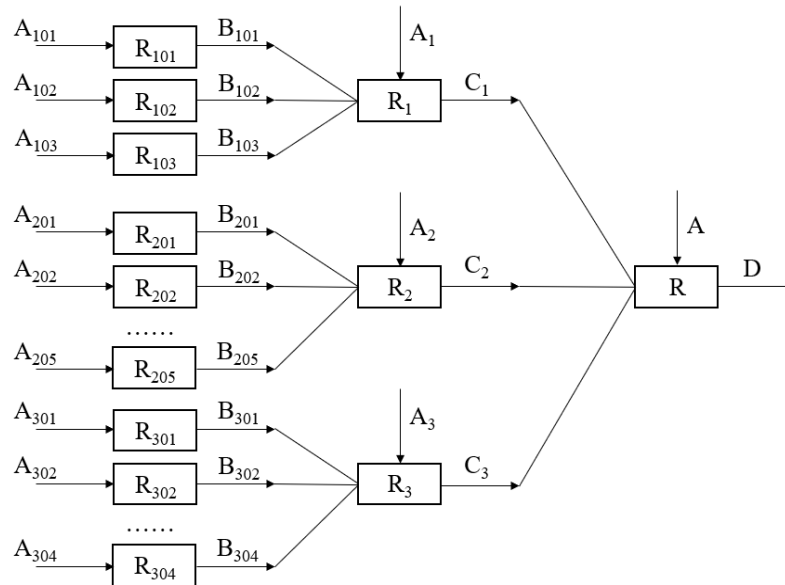 A₁₀₁ R₁₀₁ B₁₀₁ A₁
A₁₀₂ R₁₀₂ B₁₀₂ R₁ C₁
A₁₀₃ R₁₀₃ B₁₀₃
A₂₀₁ R₂₀₁ B₂₀₁ A₂ A
A₂₀₂ R₂₀₂ B₂₀₂ R₂ C₂ R D
……
A₂₀₅ R₂₀₅ B₂₀₅
A₃₀₁ R₃₀₁ B₃₀₁ A₃
A₃₀₂ R₃₀₂ B₃₀₂ R₃ C₃
……
A₃₀₄ R₃₀₄ B₃₀₄